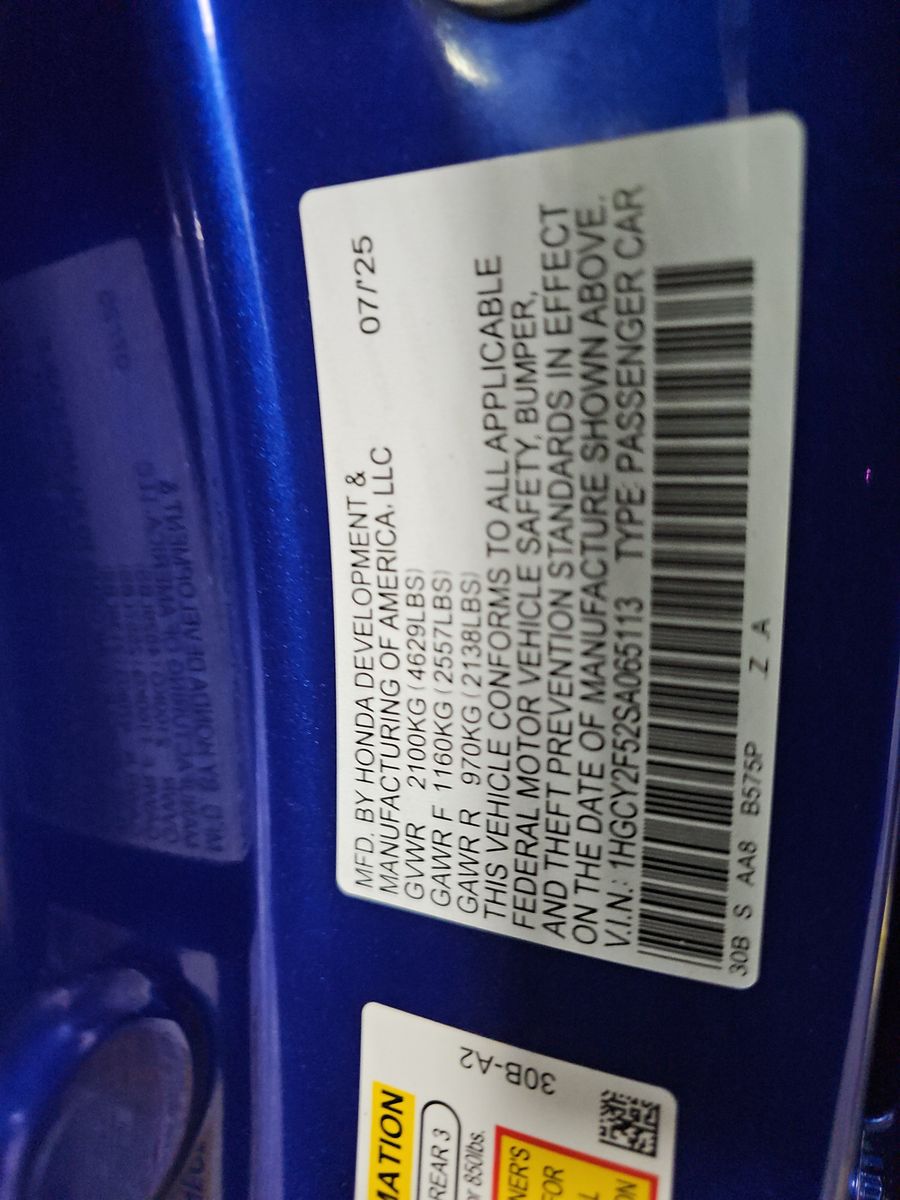 MFD. BY HONDA DEVELOPMENT &
MANUFACTURING OF AMERICA, LLC 07/'25
GVWR 2100KG (4629LBS)
GAWR F 1160KG (2557LBS)
GAWR R 970KG (2138LBS)
THIS VEHICLE CONFORMS TO ALL APPLICABLE
FEDERAL MOTOR VEHICLE SAFETY, BUMPER,
AND THEFT PREVENTION STANDARDS IN EFFECT
ON THE DATE OF MANUFACTURE SHOWN ABOVE.
V.I.N.: 1HGCY2F52SA065113 TYPE: PASSENGER CAR
30B S AA8 B575P Z A
30B-A2
MATION
REAR 3
or 850lbs.
NER'S
FOR
L
ON